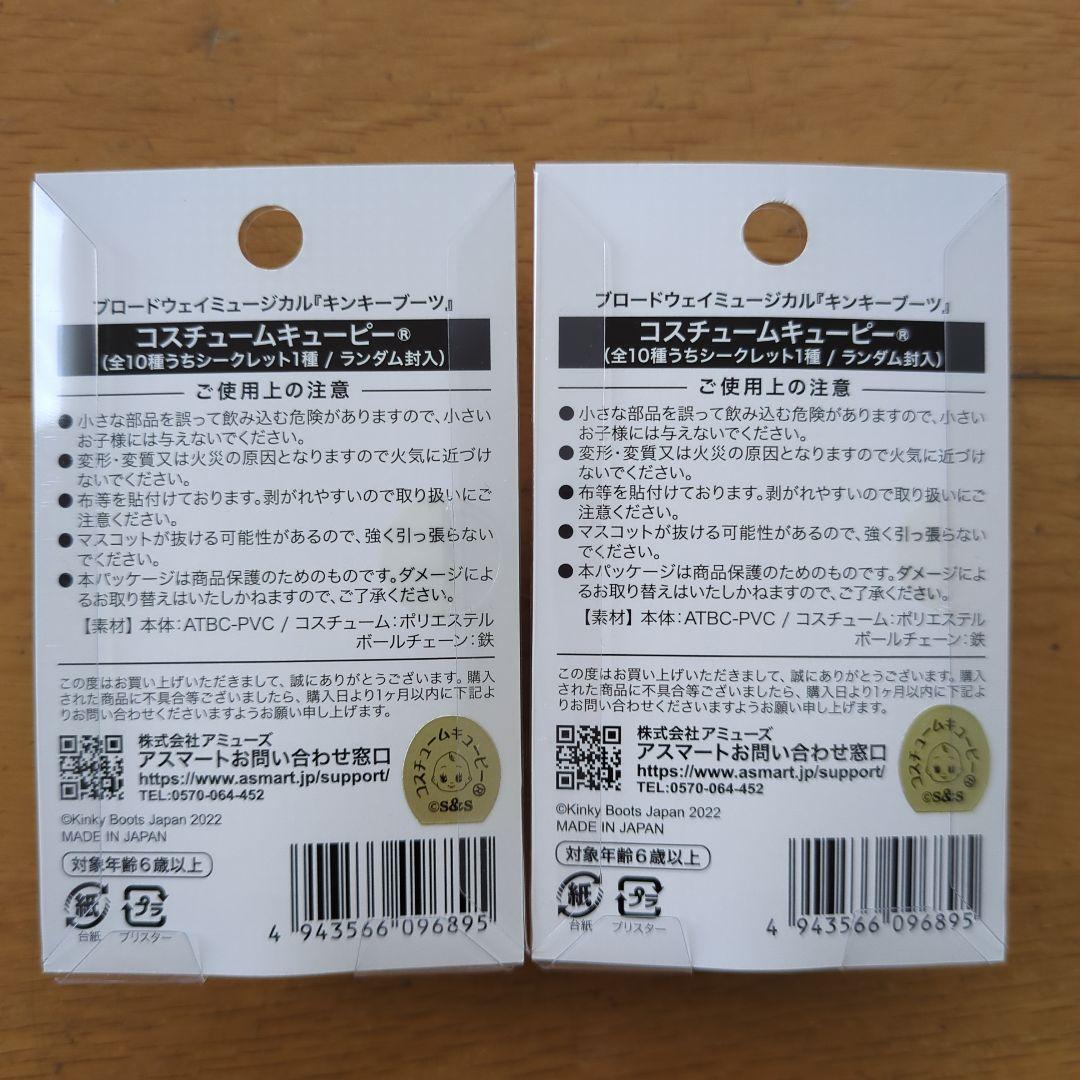 ブロードウェイミュージカル『キンキーブーツ』
コスチュームキューピー®
(全10種うちシークレット1種 / ランダム封入)
ご使用上の注意
● 小さな部品を誤って飲み込む危険がありますので、小さい
お子様には与えないでください。
● 変形・変質又は火災の原因となりますので火気に近づけ
ないでください。
● 布等を貼付けております。剥がれやすいので取り扱いにご
注意ください。
● マスコットが抜ける可能性があるので、強く引っ張らない
でください。
● 本パッケージは商品保護のためのものです。ダメージによ
るお取り替えはいたしかねますので、ご了承ください。
【素材】本体:ATBC-PVC / コスチューム:ポリエステル
ボールチェーン:鉄
この度はお買い上げいただきまして、誠にありがとうございます。購入
された商品に不具合等ございましたら、購入日より1ヶ月以内に下記よ
りお問い合わせくださいますようお願い申し上げます。
株式会社アミューズ
アスマートお問い合わせ窓口
https://www.asmart.jp/support/
TEL:0570-064-452
コスチュームキューピー®
©S&S
©Kinky Boots Japan 2022
MADE IN JAPAN
対象年齢6歳以上
紙
台紙
プラ
ブリスター
4 943566 096895
ブロードウェイミュージカル『キンキーブーツ』
コスチュームキューピー®
(全10種うちシークレット1種 / ランダム封入)
ご使用上の注意
● 小さな部品を誤って飲み込む危険がありますので、小さい
お子様には与えないでください。
● 変形・変質又は火災の原因となりますので火気に近づけ
ないでください。
● 布等を貼付けております。剥がれやすいので取り扱いにご
注意ください。
● マスコットが抜ける可能性があるので、強く引っ張らない
でください。
● 本パッケージは商品保護のためのものです。ダメージによ
るお取り替えはいたしかねますので、ご了承ください。
【素材】本体:ATBC-PVC / コスチューム:ポリエステル
ボールチェーン:鉄
この度はお買い上げいただきまして、誠にありがとうございます。購入
された商品に不具合等ございましたら、購入日より1ヶ月以内に下記よ
りお問い合わせくださいますようお願い申し上げます。
株式会社アミューズ
アスマートお問い合わせ窓口
https://www.asmart.jp/support/
TEL:0570-064-452
コスチュームキューピー®
©S&S
©Kinky Boots Japan 2022
MADE IN JAPAN
対象年齢6歳以上
紙
台紙
プラ
ブリスター
4 943566 096895